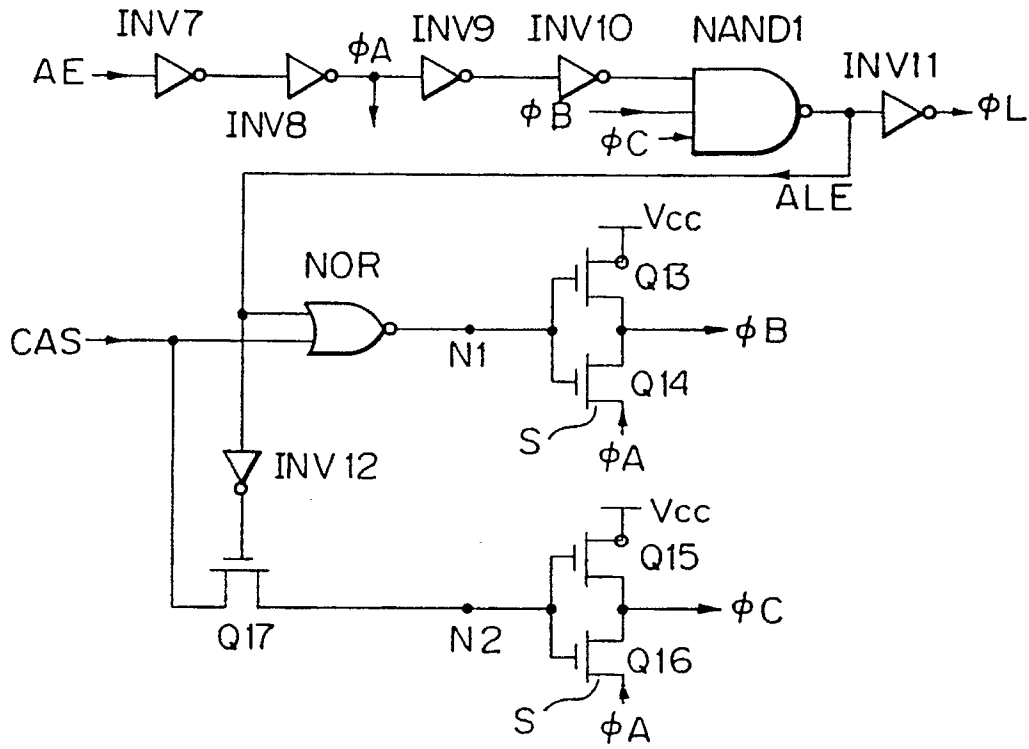 INV7
INV8
AE
ϕA
INV9
INV10
NAND1
INV11
ϕB
ϕC
ϕL
ALE
Vcc
NOR
Q13
CAS
N1
ϕB
Q14
S
ϕA
INV12
Vcc
Q15
Q17
N2
ϕC
Q16
S
ϕA